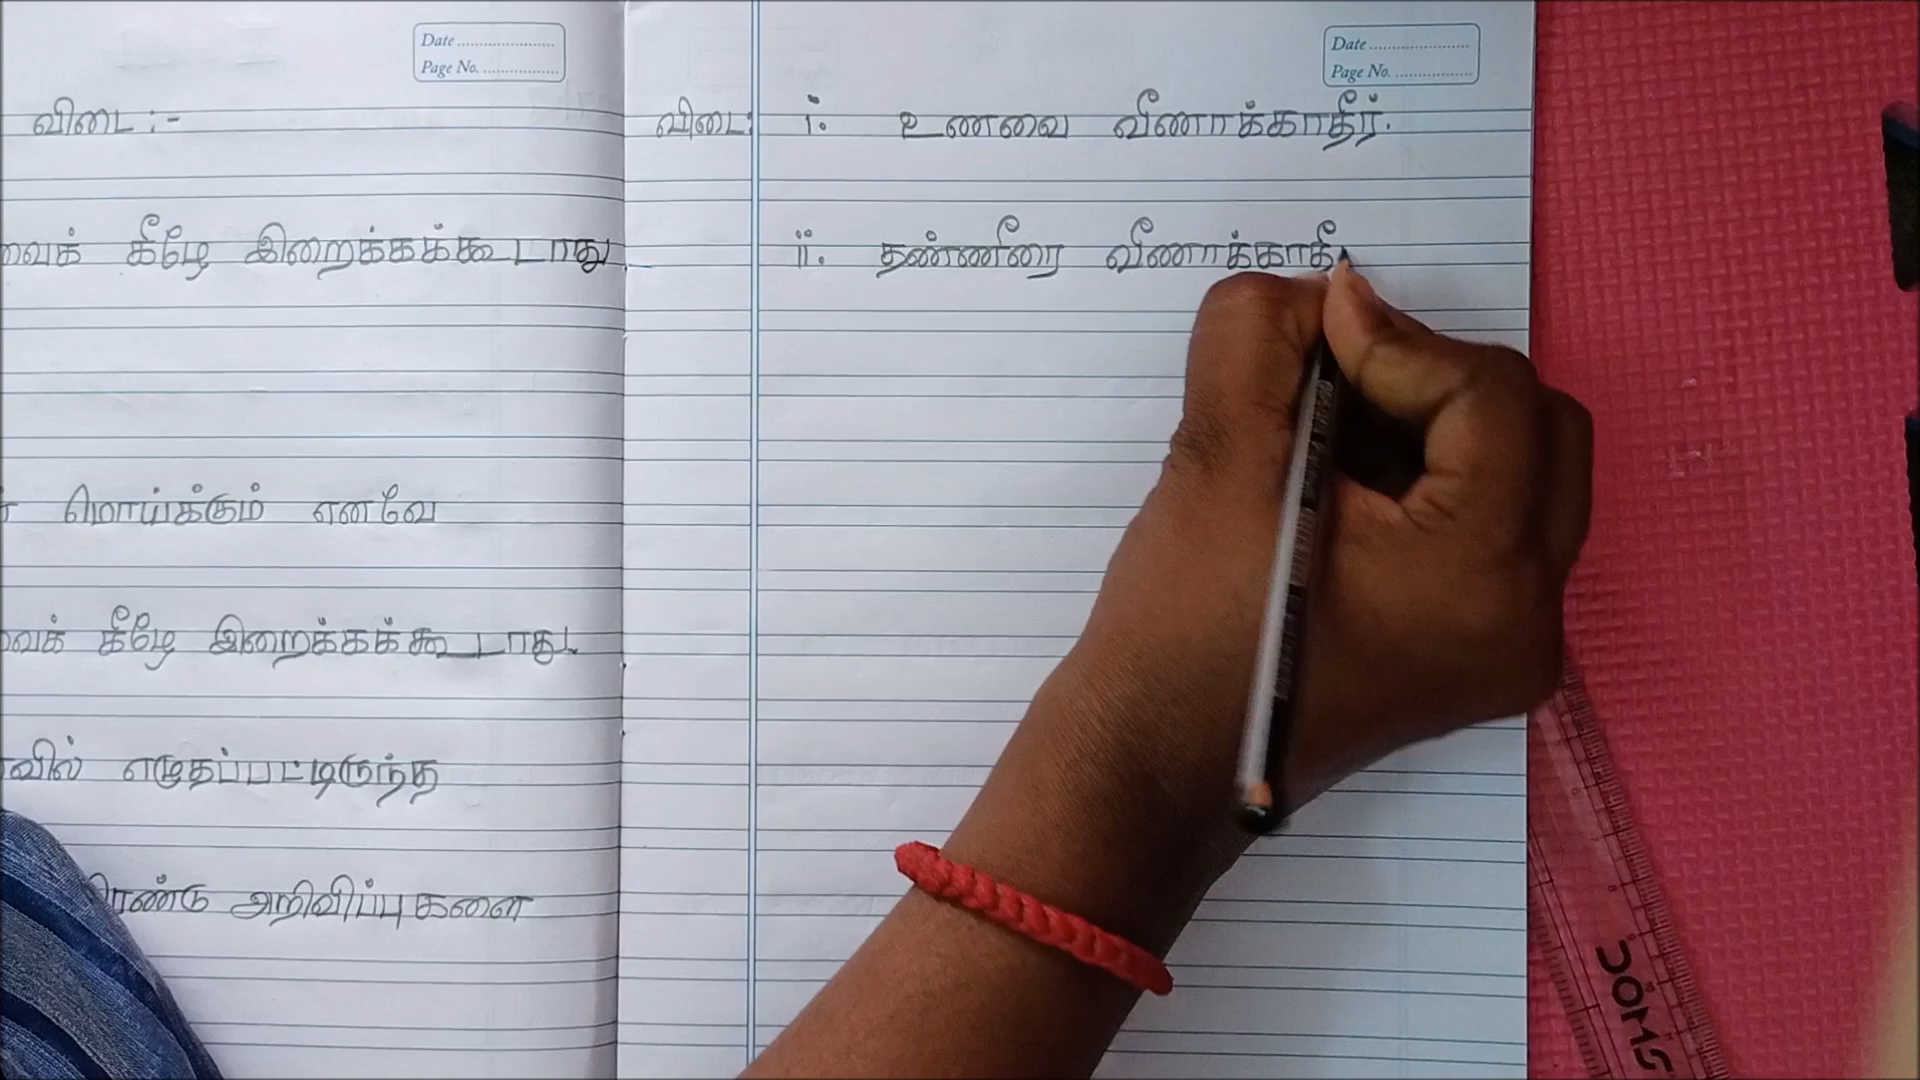 Date
Page No.
விடை :-
வைக் கீழே இறைக்கக்கூடாது
மொய்க்கும் எனவே
வைக் கீழே இறைக்கக்கூடாது.
வில் எழுதப்பட்டிருந்த
ரண்டு அறிவிப்புகளை
Date
Page No.
விடை: i. உணவை வீணாக்காதீர்.
ii. தண்ணீரை வீணாக்காதீ
DOMS